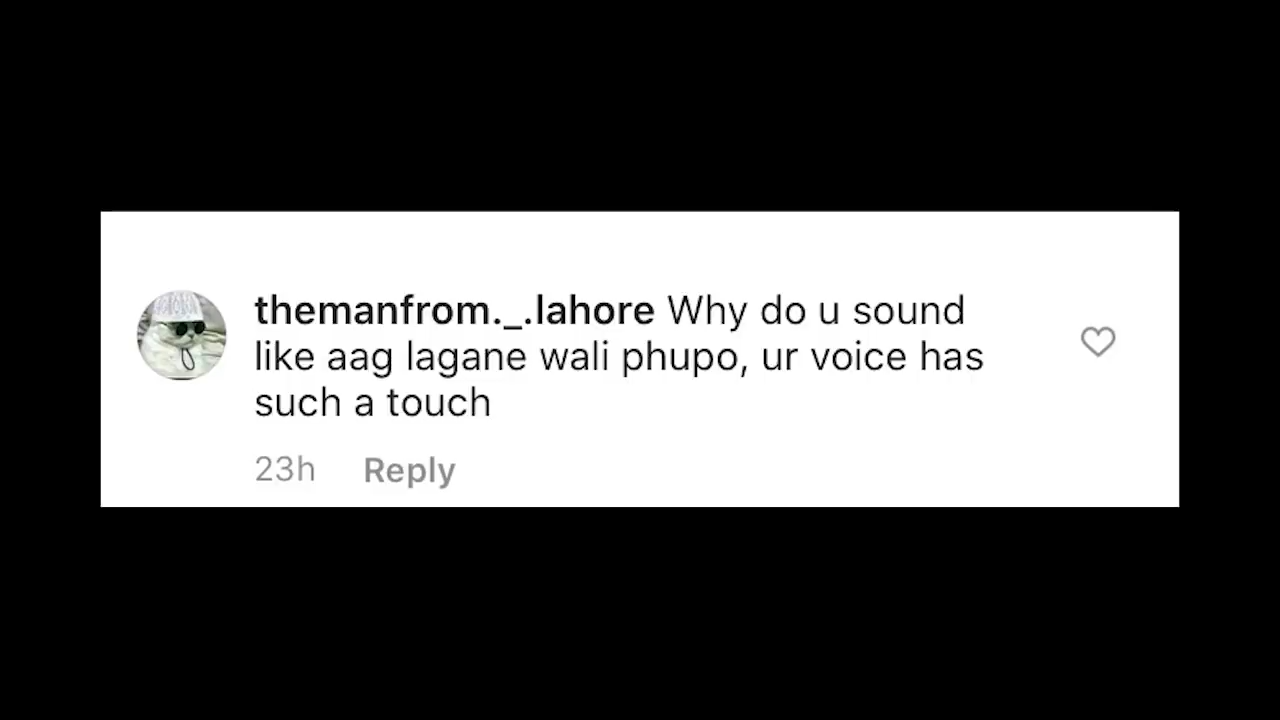 themanfrom._.lahore Why do u sound
like aag lagane wali phupo, ur voice has
such a touch
23h Reply